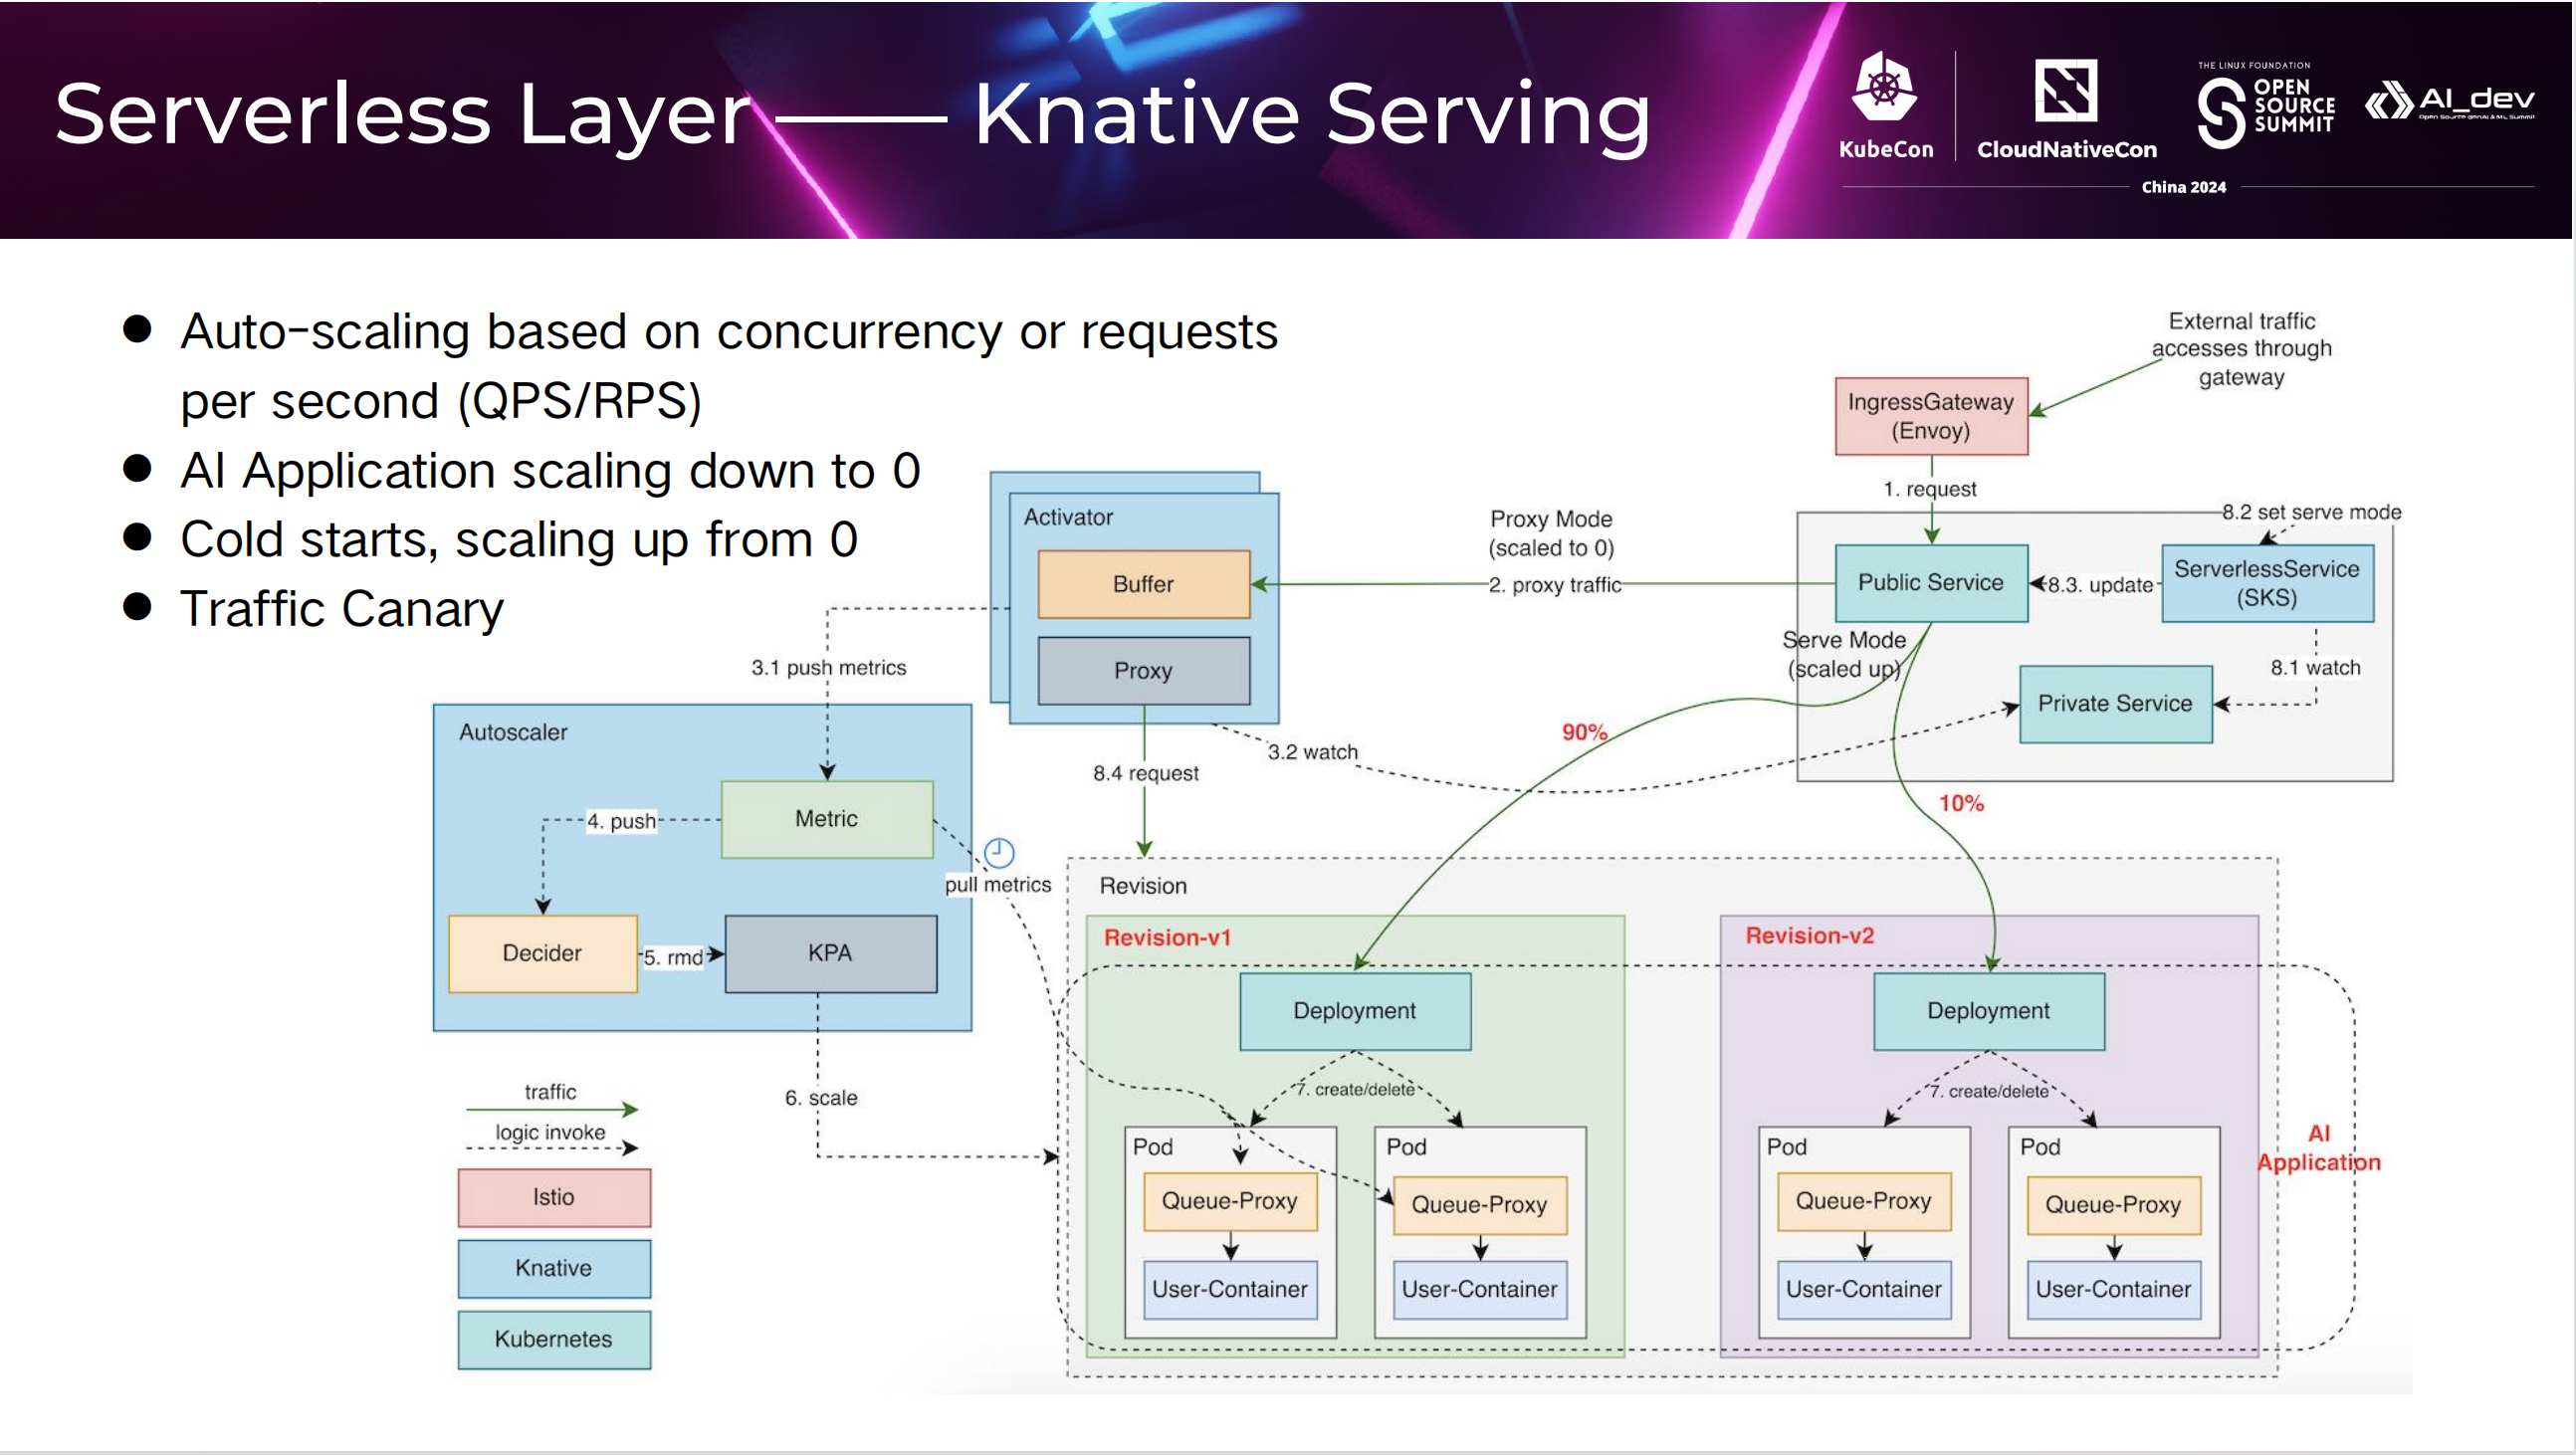 Serverless Layer —— Knative Serving
KubeCon
CloudNativeCon
THE LINUX FOUNDATION
OPEN
SOURCE
SUMMIT
AI_dev
Open Source GenAI & ML Summit
China 2024
● Auto-scaling based on concurrency or requests
per second (QPS/RPS)
● AI Application scaling down to 0
● Cold starts, scaling up from 0
● Traffic Canary
External traffic
accesses through
gateway
IngressGateway
(Envoy)
1. request
8.2 set serve mode
Activator
Buffer
Proxy
Proxy Mode
(scaled to 0)
2. proxy traffic
Public Service
8.3. update
ServerlessService
(SKS)
Serve Mode
(scaled up)
8.1 watch
Private Service
3.1 push metrics
3.2 watch
8.4 request
90%
10%
Autoscaler
Metric
4. push
pull metrics
Decider
5. rmd
KPA
6. scale
Revision
Revision-v1
Deployment
7. create/delete
Pod
Queue-Proxy
User-Container
Pod
Queue-Proxy
User-Container
Revision-v2
Deployment
7. create/delete
Pod
Queue-Proxy
User-Container
Pod
Queue-Proxy
User-Container
AI
Application
traffic
logic invoke
Istio
Knative
Kubernetes